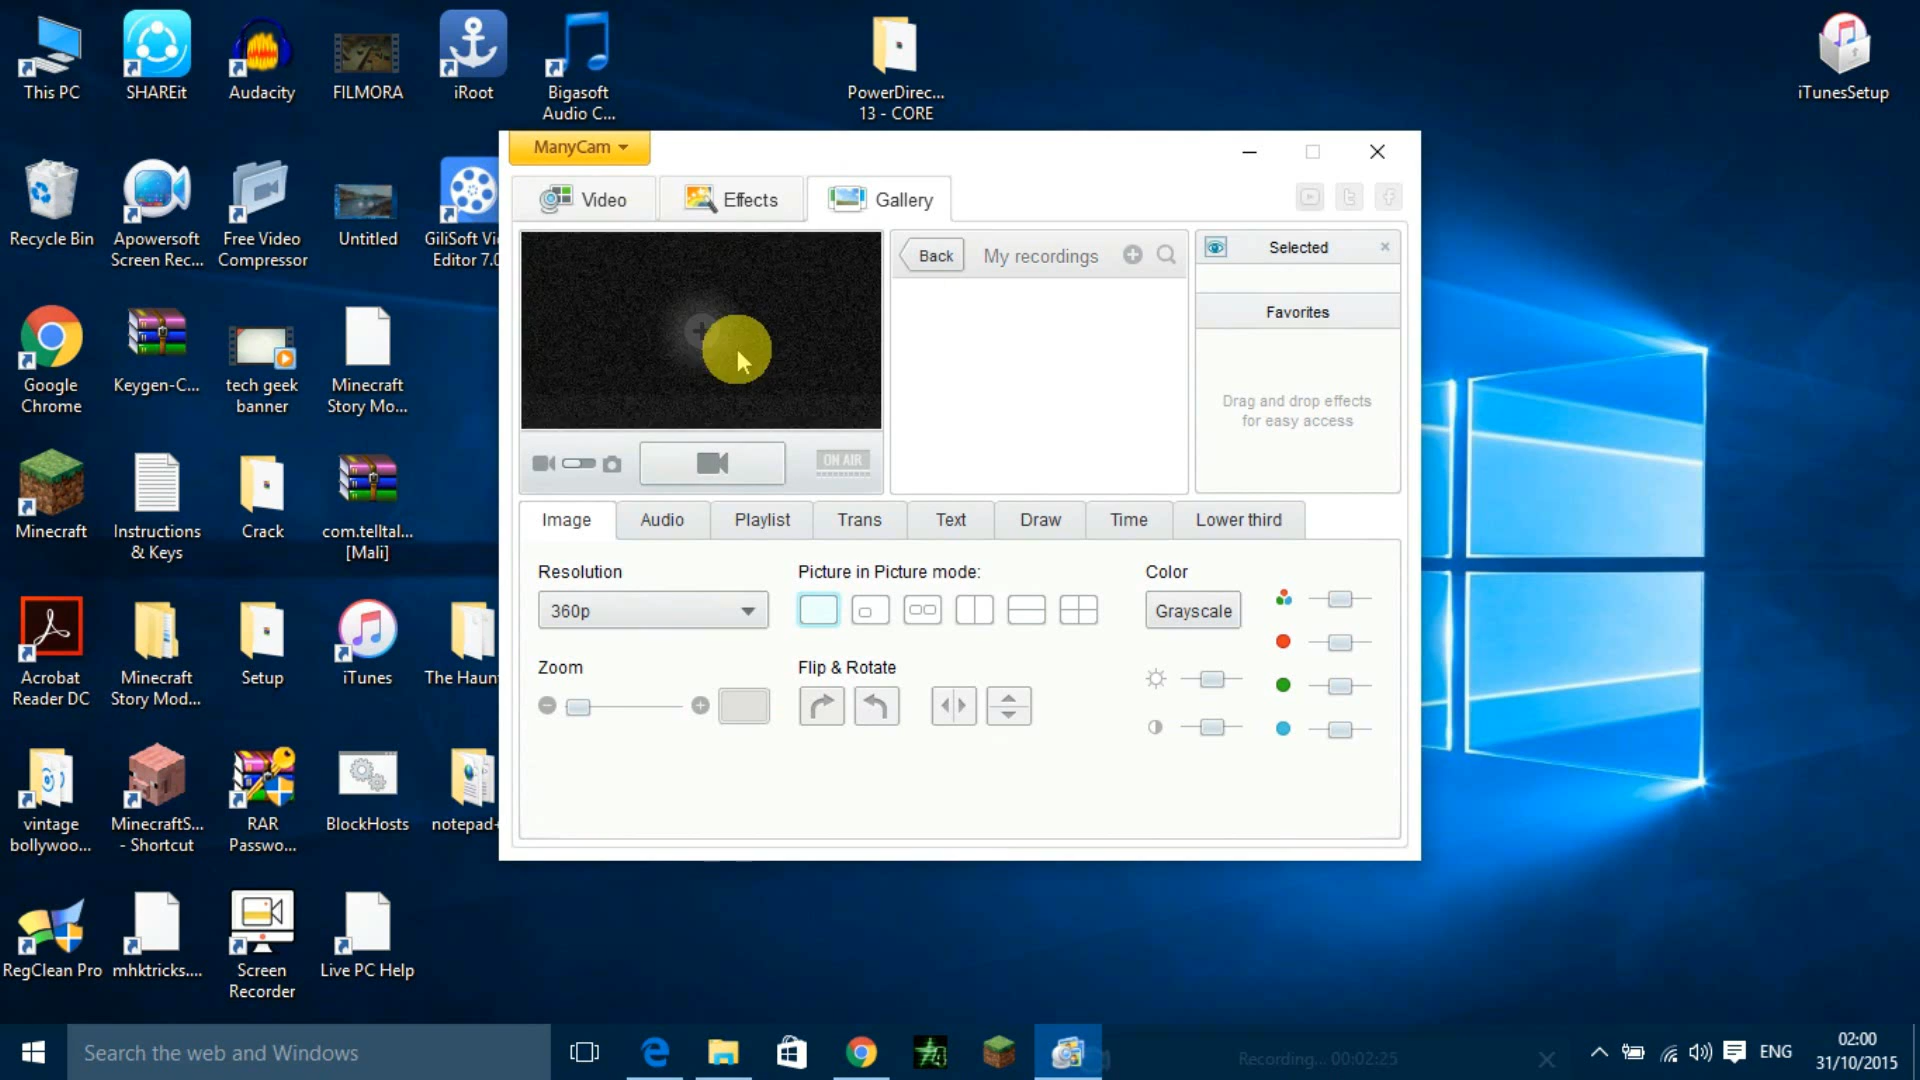 This PC
SHAREit
Audacity
FILMORA
iRoot
Bigasoft
Audio C...
PowerDirec...
13 - CORE
iTunesSetup
Recycle Bin
Apowersoft
Screen Rec...
Free Video
Compressor
Untitled
GiliSoft Vi
Editor 7.0
Google
Chrome
Keygen-C...
tech geek
banner
Minecraft
Story Mo...
Minecraft
Instructions
& Keys
Crack
com.telltal...
[Mali]
Acrobat
Reader DC
Minecraft
Story Mod...
Setup
iTunes
The Haun
vintage
bollywoo...
MinecraftS...
- Shortcut
RAR
Passwo...
BlockHosts
notepad+
RegClean Pro
mhktricks....
Screen
Recorder
Live PC Help
ManyCam
Video
Effects
Gallery
Back
My recordings
Selected
Favorites
Drag and drop effects
for easy access
ON AIR
Image
Audio
Playlist
Trans
Text
Draw
Time
Lower third
Resolution
360p
Picture in Picture mode:
Color
Grayscale
Zoom
Flip & Rotate
Search the web and Windows
Recording... 00:02:25
ENG
02:00
31/10/2015